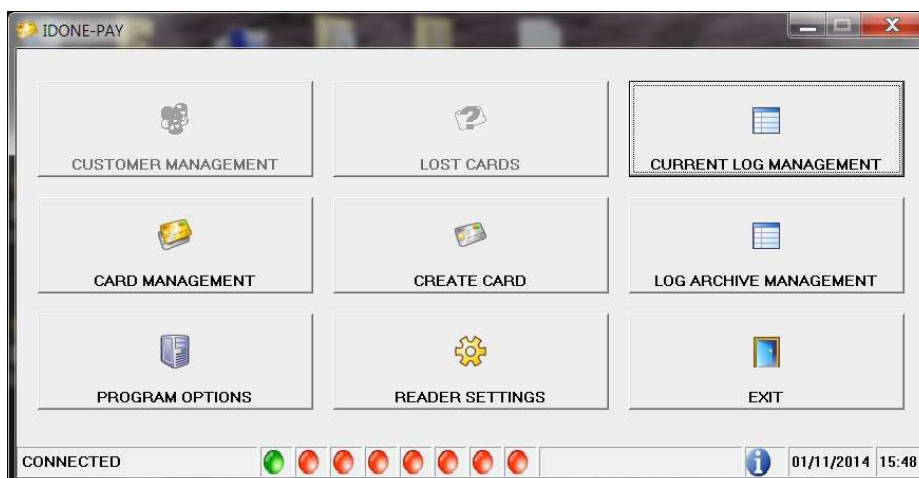 IDONE-PAY
CUSTOMER MANAGEMENT
LOST CARDS
CURRENT LOG MANAGEMENT
CARD MANAGEMENT
CREATE CARD
LOG ARCHIVE MANAGEMENT
PROGRAM OPTIONS
READER SETTINGS
EXIT
CONNECTED
01/11/2014
15:48